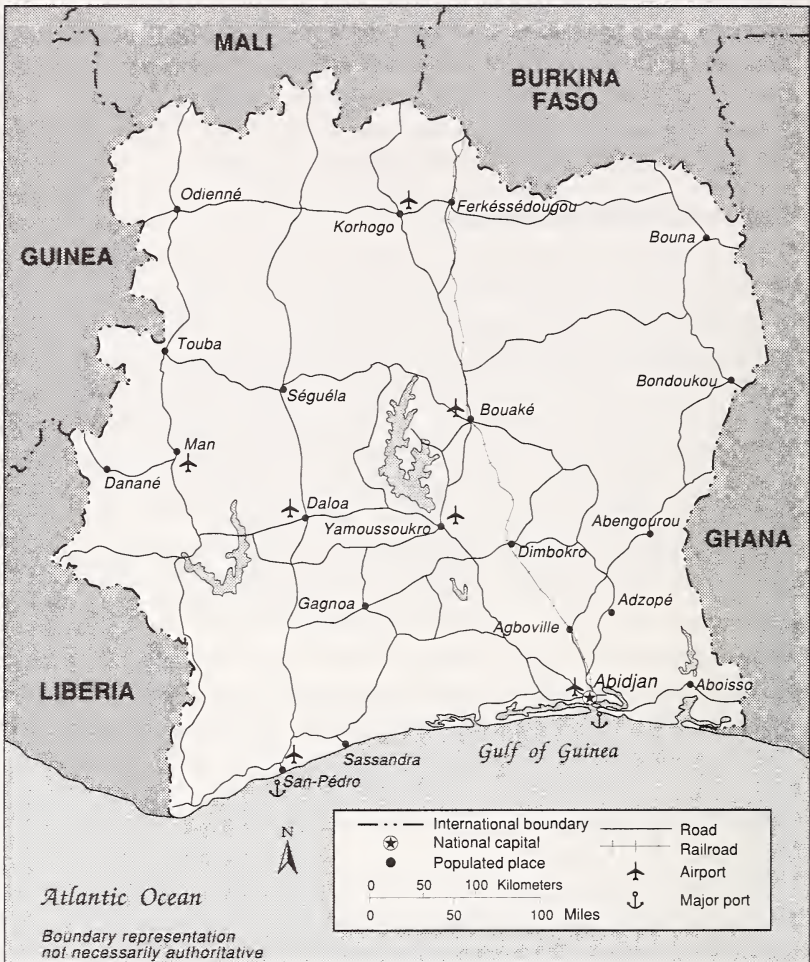 MALI
BURKINA
FASO
Odienné
Korhogo
Ferkéssédougou
Bouna
GUINEA
Touba
Séguéla
Bondoukou
Bouaké
Man
Danané
Daloa
Yamoussoukro
Abengourou
Dimbokro
GHANA
Gagnoa
Adzopé
Agboville
LIBERIA
Abidjan
Aboisso
Sassandra
Gulf of Guinea
San-Pédro
N
International boundary
National capital
Populated place
0 50 100 Kilometers
0 50 100 Miles
Road
Railroad
Airport
Major port
Atlantic Ocean
Boundary representation
not necessarily authoritative